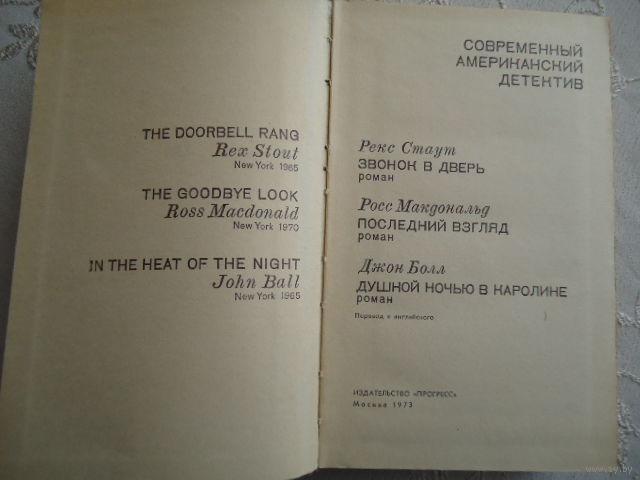 THE DOORBELL RANG
Rex Stout
New York 1965
THE GOODBYE LOOK
Ross Macdonald
New York 1970
IN THE HEAT OF THE NIGHT
John Ball
New York 1965
СОВРЕМЕННЫЙ
АМЕРИКАНСКИЙ
ДЕТЕКТИВ
Рекс Стаут
ЗВОНОК В ДВЕРЬ
роман
Росс Макдональд
ПОСЛЕДНИЙ ВЗГЛЯД
роман
Джон Болл
ДУШНОЙ НОЧЬЮ В КАРОЛИНЕ
роман
Перевод с английского
ИЗДАТЕЛЬСТВО «ПРОГРЕСС»
Москва 1973